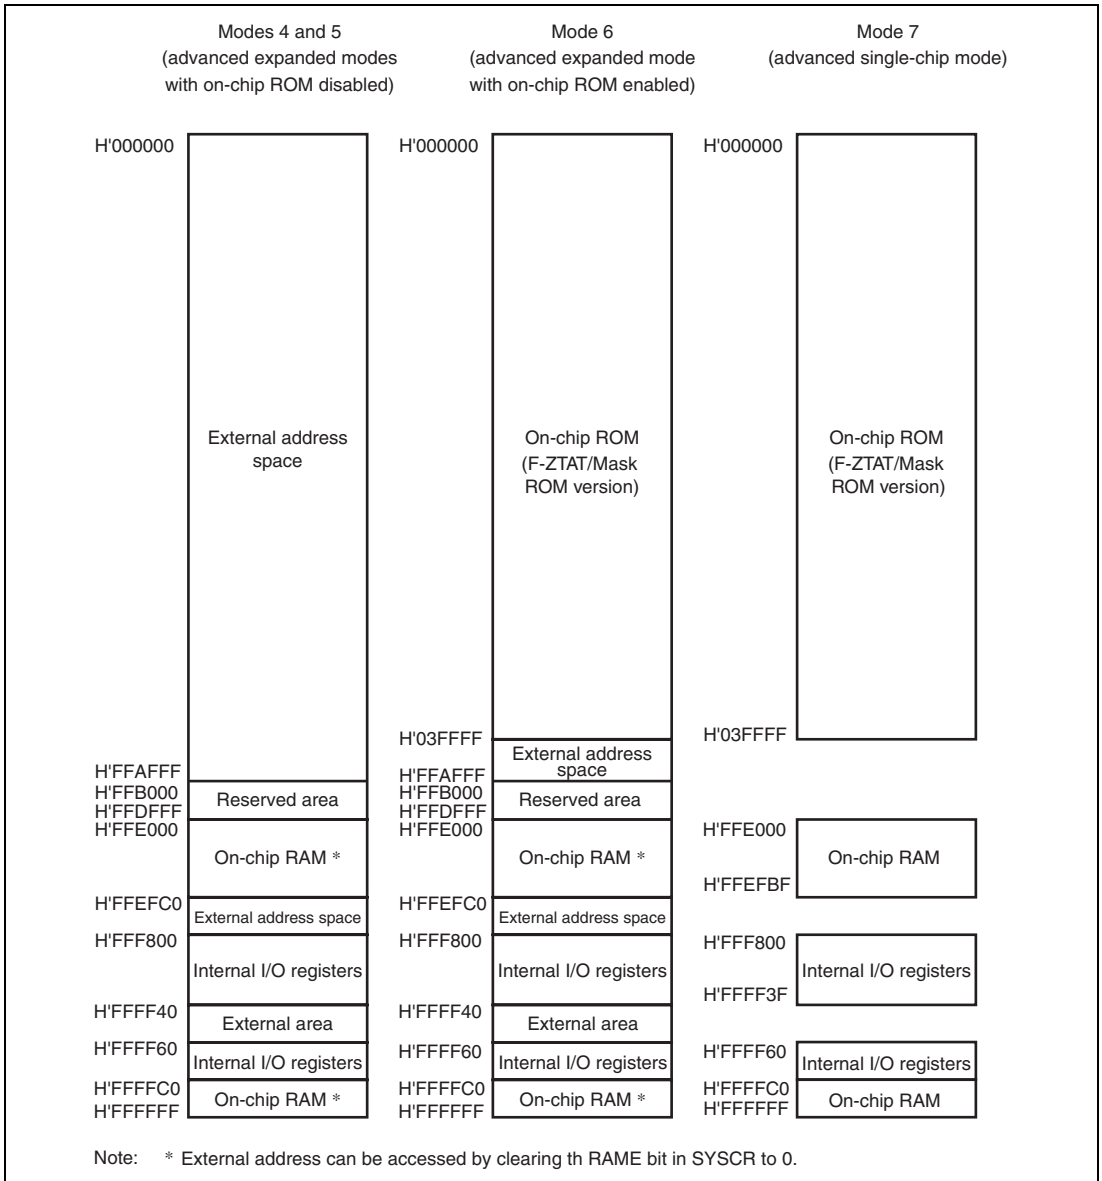 Modes 4 and 5
(advanced expanded modes
with on-chip ROM disabled)
Mode 6
(advanced expanded mode
with on-chip ROM enabled)
Mode 7
(advanced single-chip mode)
H'000000
External address
space
H'FFAFFF
H'FFB000
Reserved area
H'FFDFFF
H'FFE000
On-chip RAM *
H'FFEFC0
External address space
H'FFF800
Internal I/O registers
H'FFFF40
External area
H'FFFF60
Internal I/O registers
H'FFFFC0
On-chip RAM *
H'FFFFFF
H'000000
On-chip ROM
(F-ZTAT/Mask
ROM version)
H'03FFFF
External address
space
H'FFAFFF
H'FFB000
Reserved area
H'FFDFFF
H'FFE000
On-chip RAM *
H'FFEFC0
External address space
H'FFF800
Internal I/O registers
H'FFFF40
External area
H'FFFF60
Internal I/O registers
H'FFFFC0
On-chip RAM *
H'FFFFFF
H'000000
On-chip ROM
(F-ZTAT/Mask
ROM version)
H'03FFFF
H'FFE000
On-chip RAM
H'FFEFBF
H'FFF800
Internal I/O registers
H'FFFF3F
H'FFFF60
Internal I/O registers
H'FFFFC0
On-chip RAM
H'FFFFFF
Note: * External address can be accessed by clearing th RAME bit in SYSCR to 0.